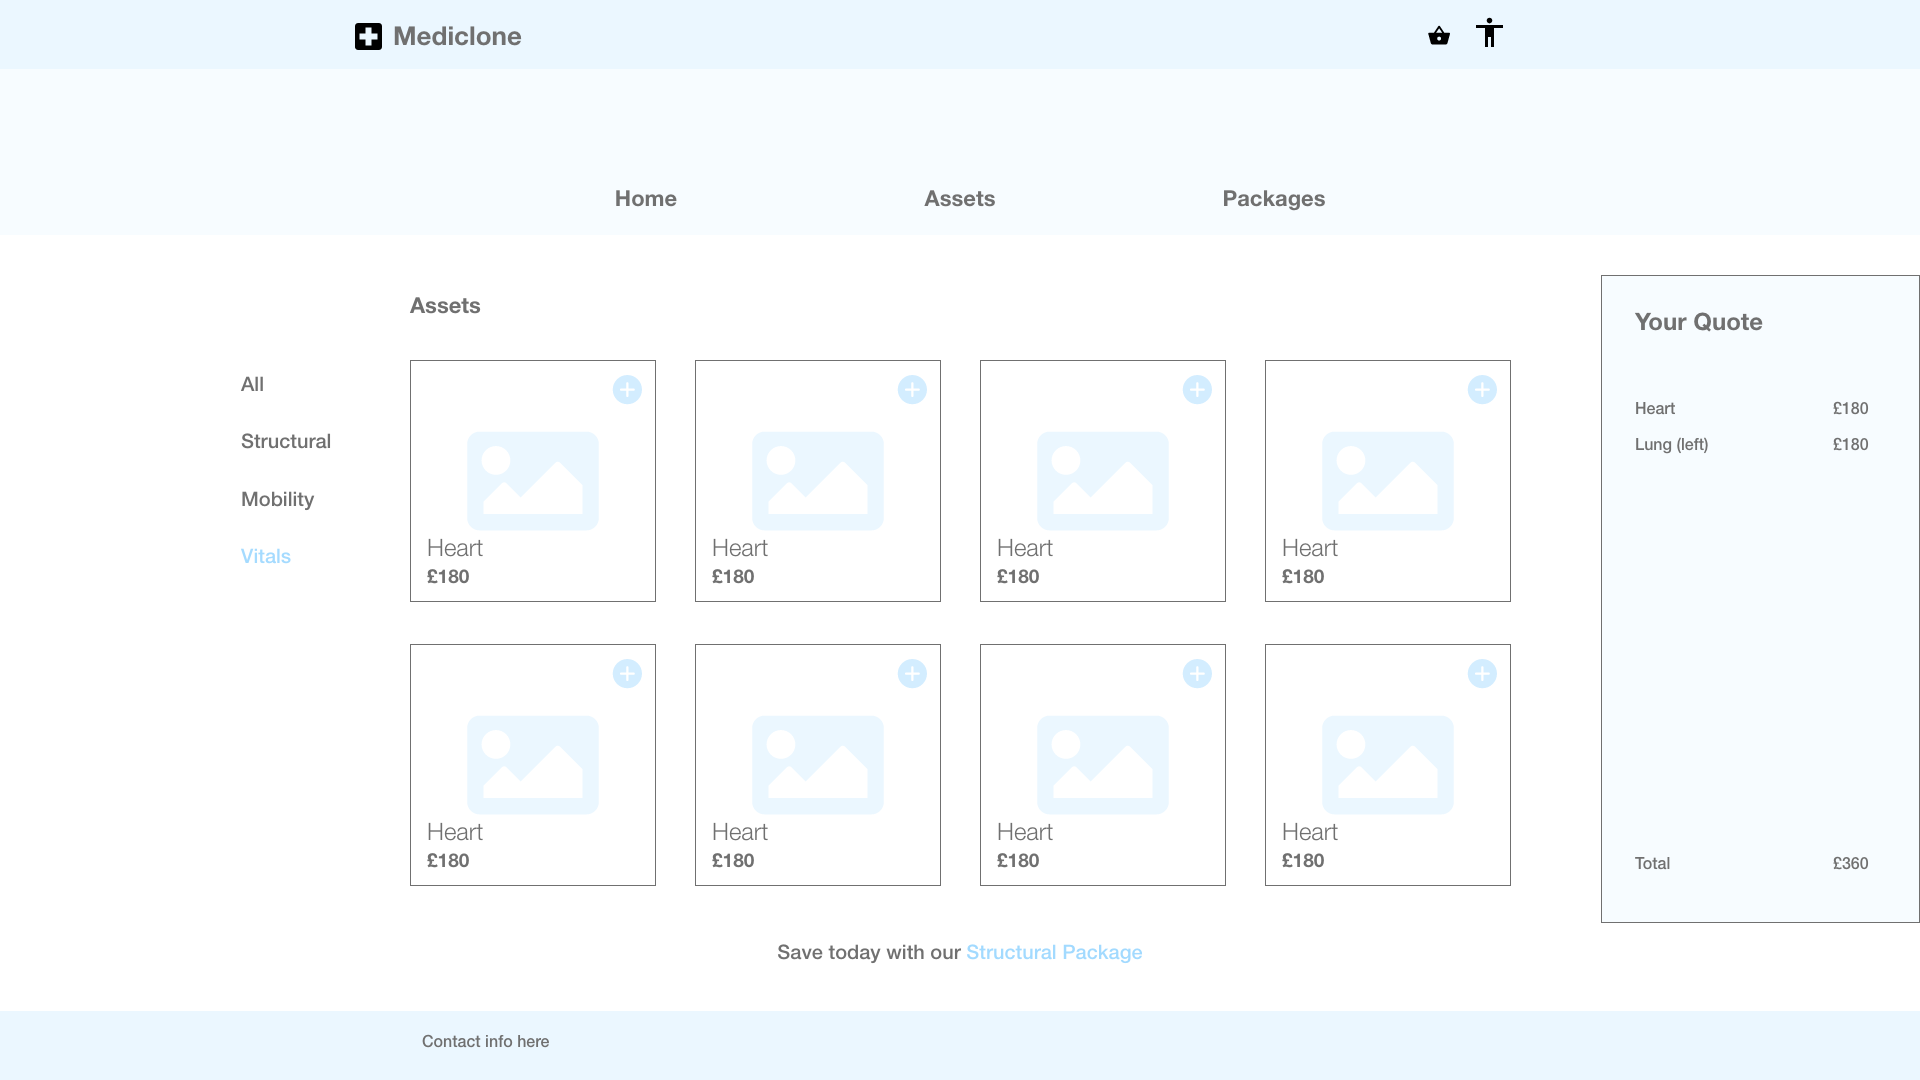 Mediclone
Home Assets Packages
Assets
All
Structural
Mobility
Vitals
Heart
£180
Heart
£180
Heart
£180
Heart
£180
Heart
£180
Heart
£180
Heart
£180
Heart
£180
Save today with our Structural Package
Your Quote
Heart £180
Lung (left) £180
Total £360
Contact info here